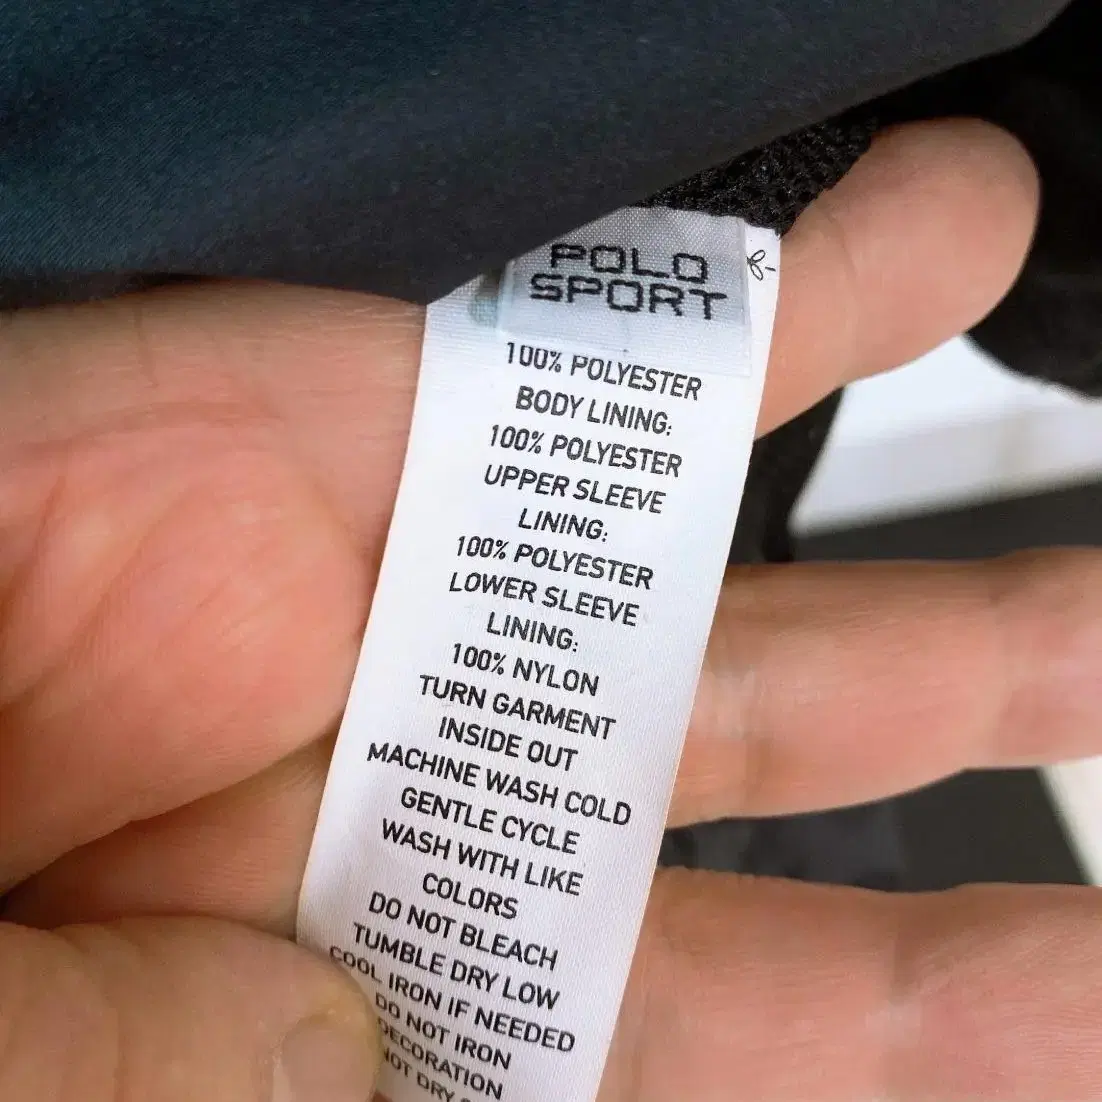 POLO
SPORT
100% POLYESTER
BODY LINING:
100% POLYESTER
UPPER SLEEVE
LINING:
100% POLYESTER
LOWER SLEEVE
LINING:
100% NYLON
TURN GARMENT
INSIDE OUT
MACHINE WASH COLD
GENTLE CYCLE
WASH WITH LIKE
COLORS
DO NOT BLEACH
TUMBLE DRY LOW
COOL IRON IF NEEDED
DO NOT IRON
DECORATION
NOT DRY